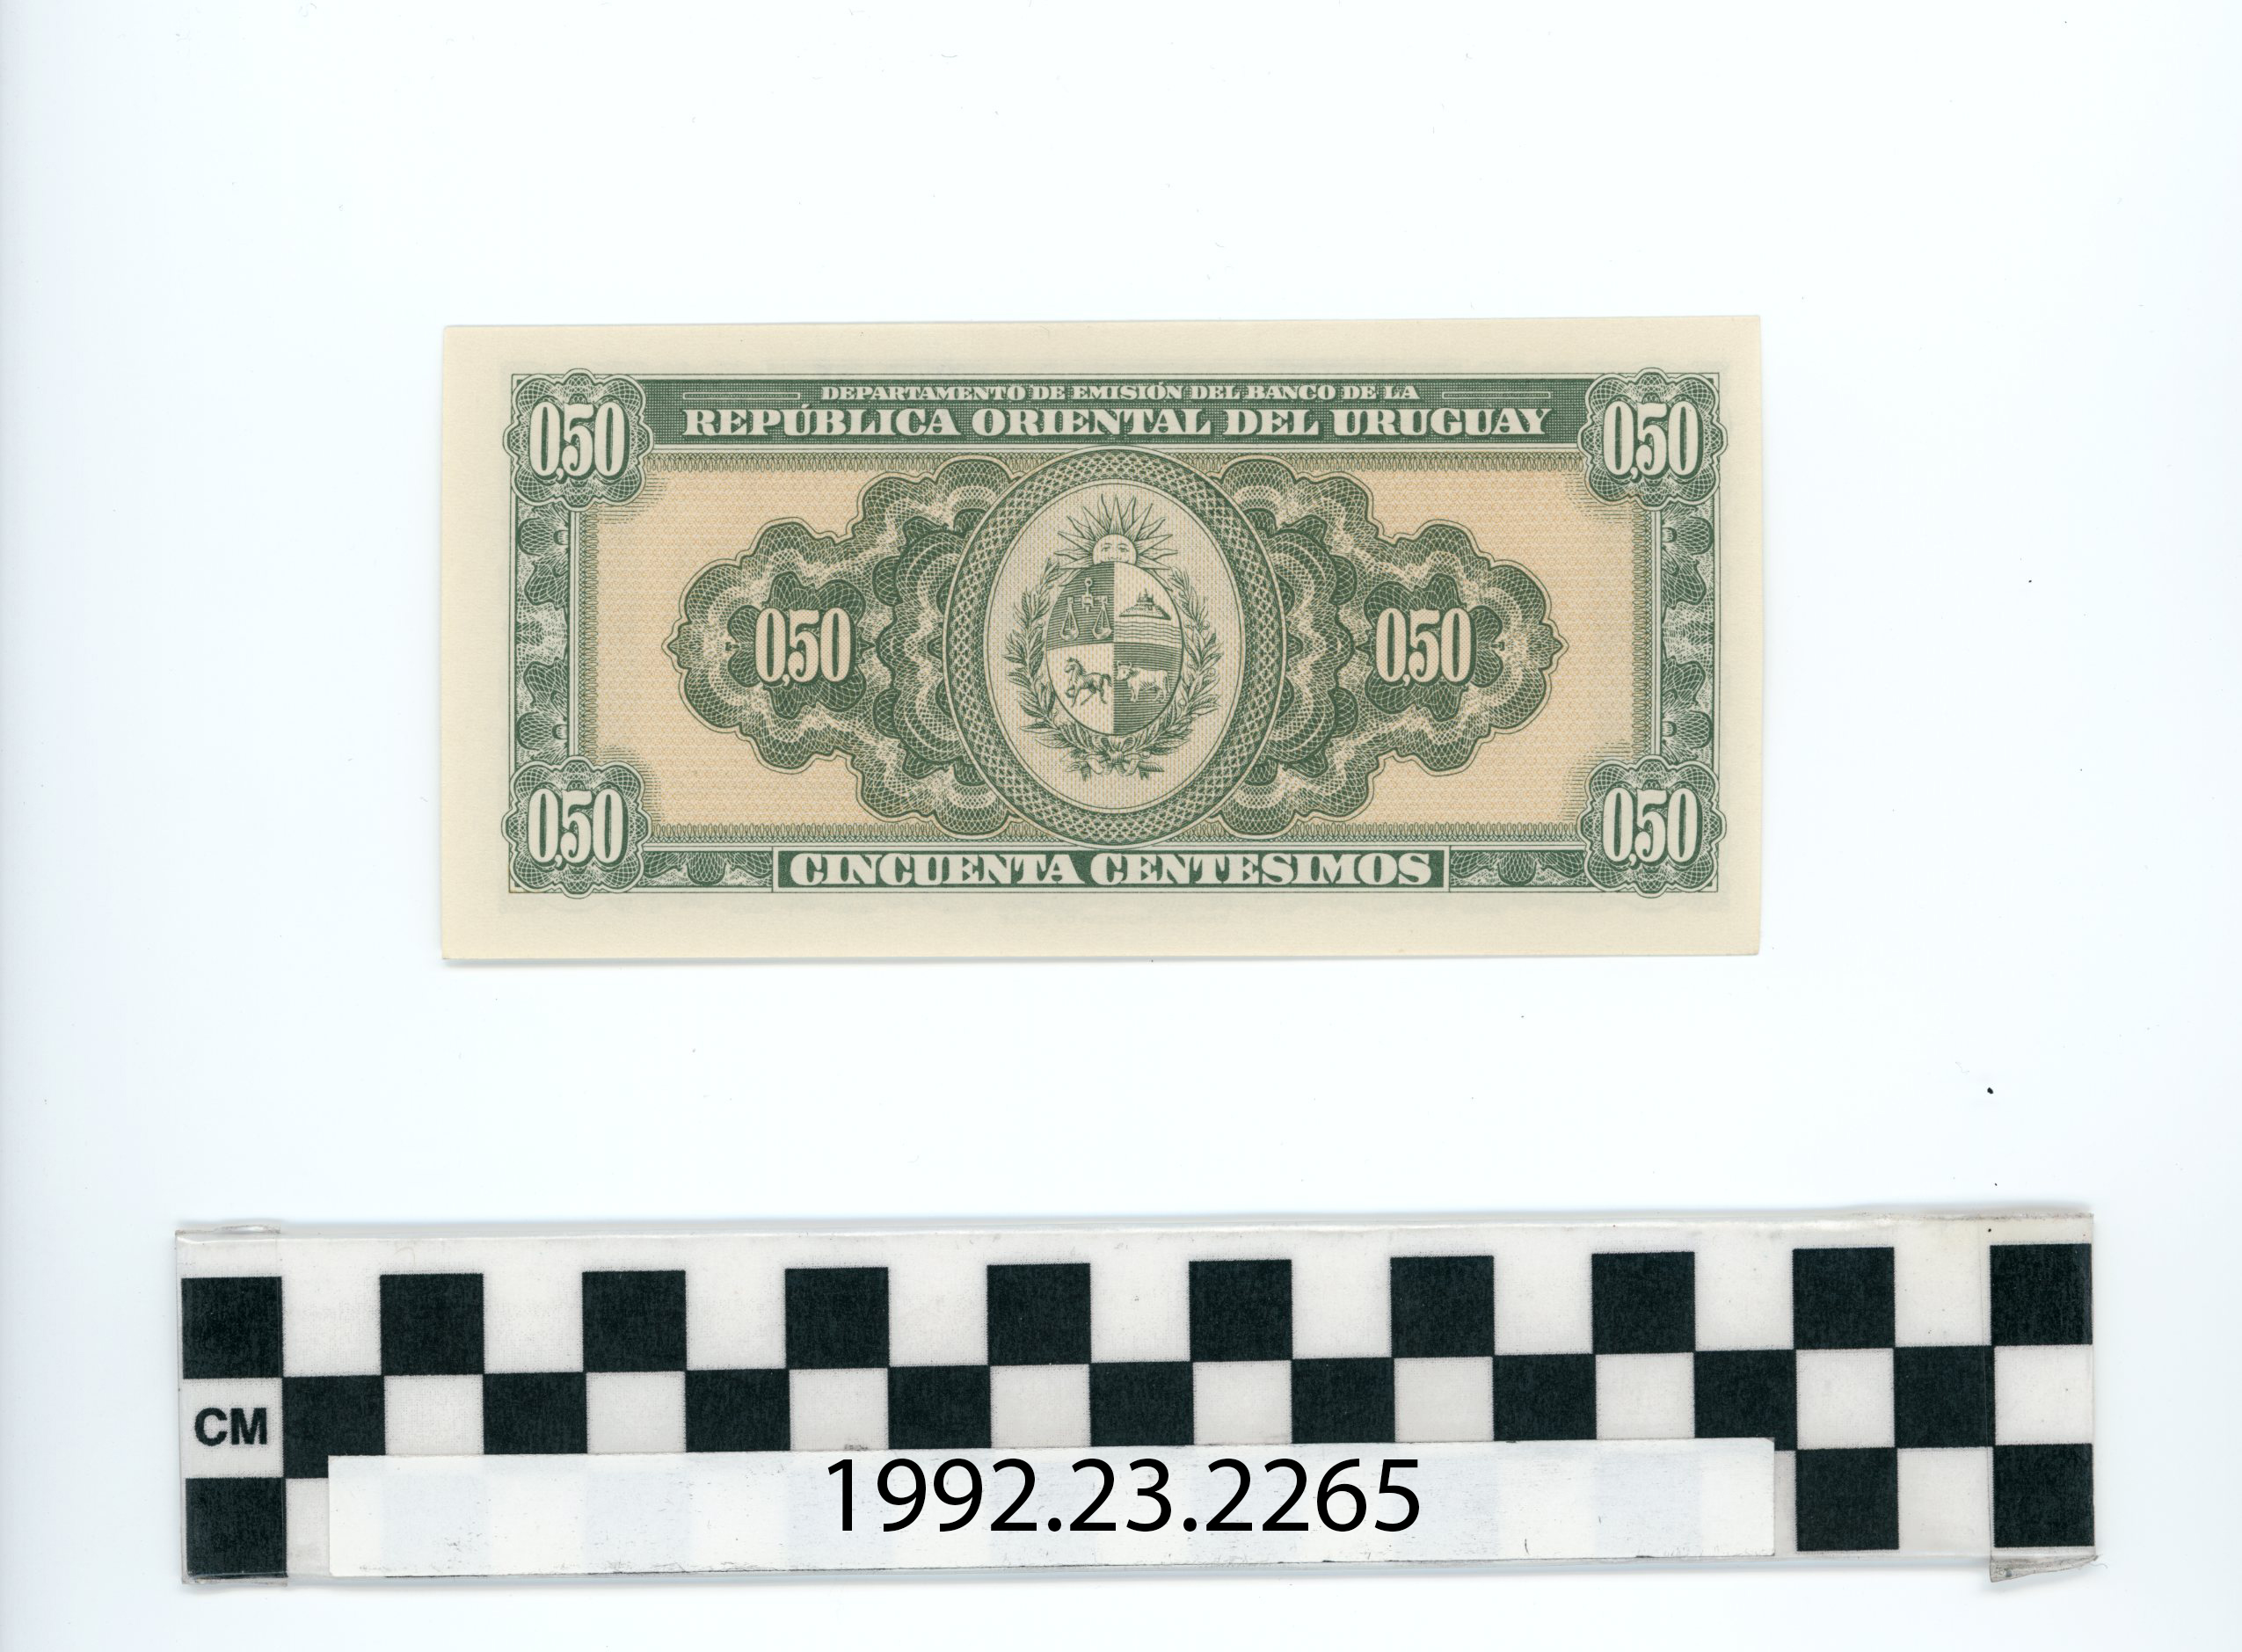 DEPARTAMENTO DE EMISIÓN DEL BANCO DE LA
REPÚBLICA ORIENTAL DEL URUGUAY
0,50
0,50
0,50
0,50
0,50
0,50
CINCUENTA CENTESIMOS
CM
1992.23.2265